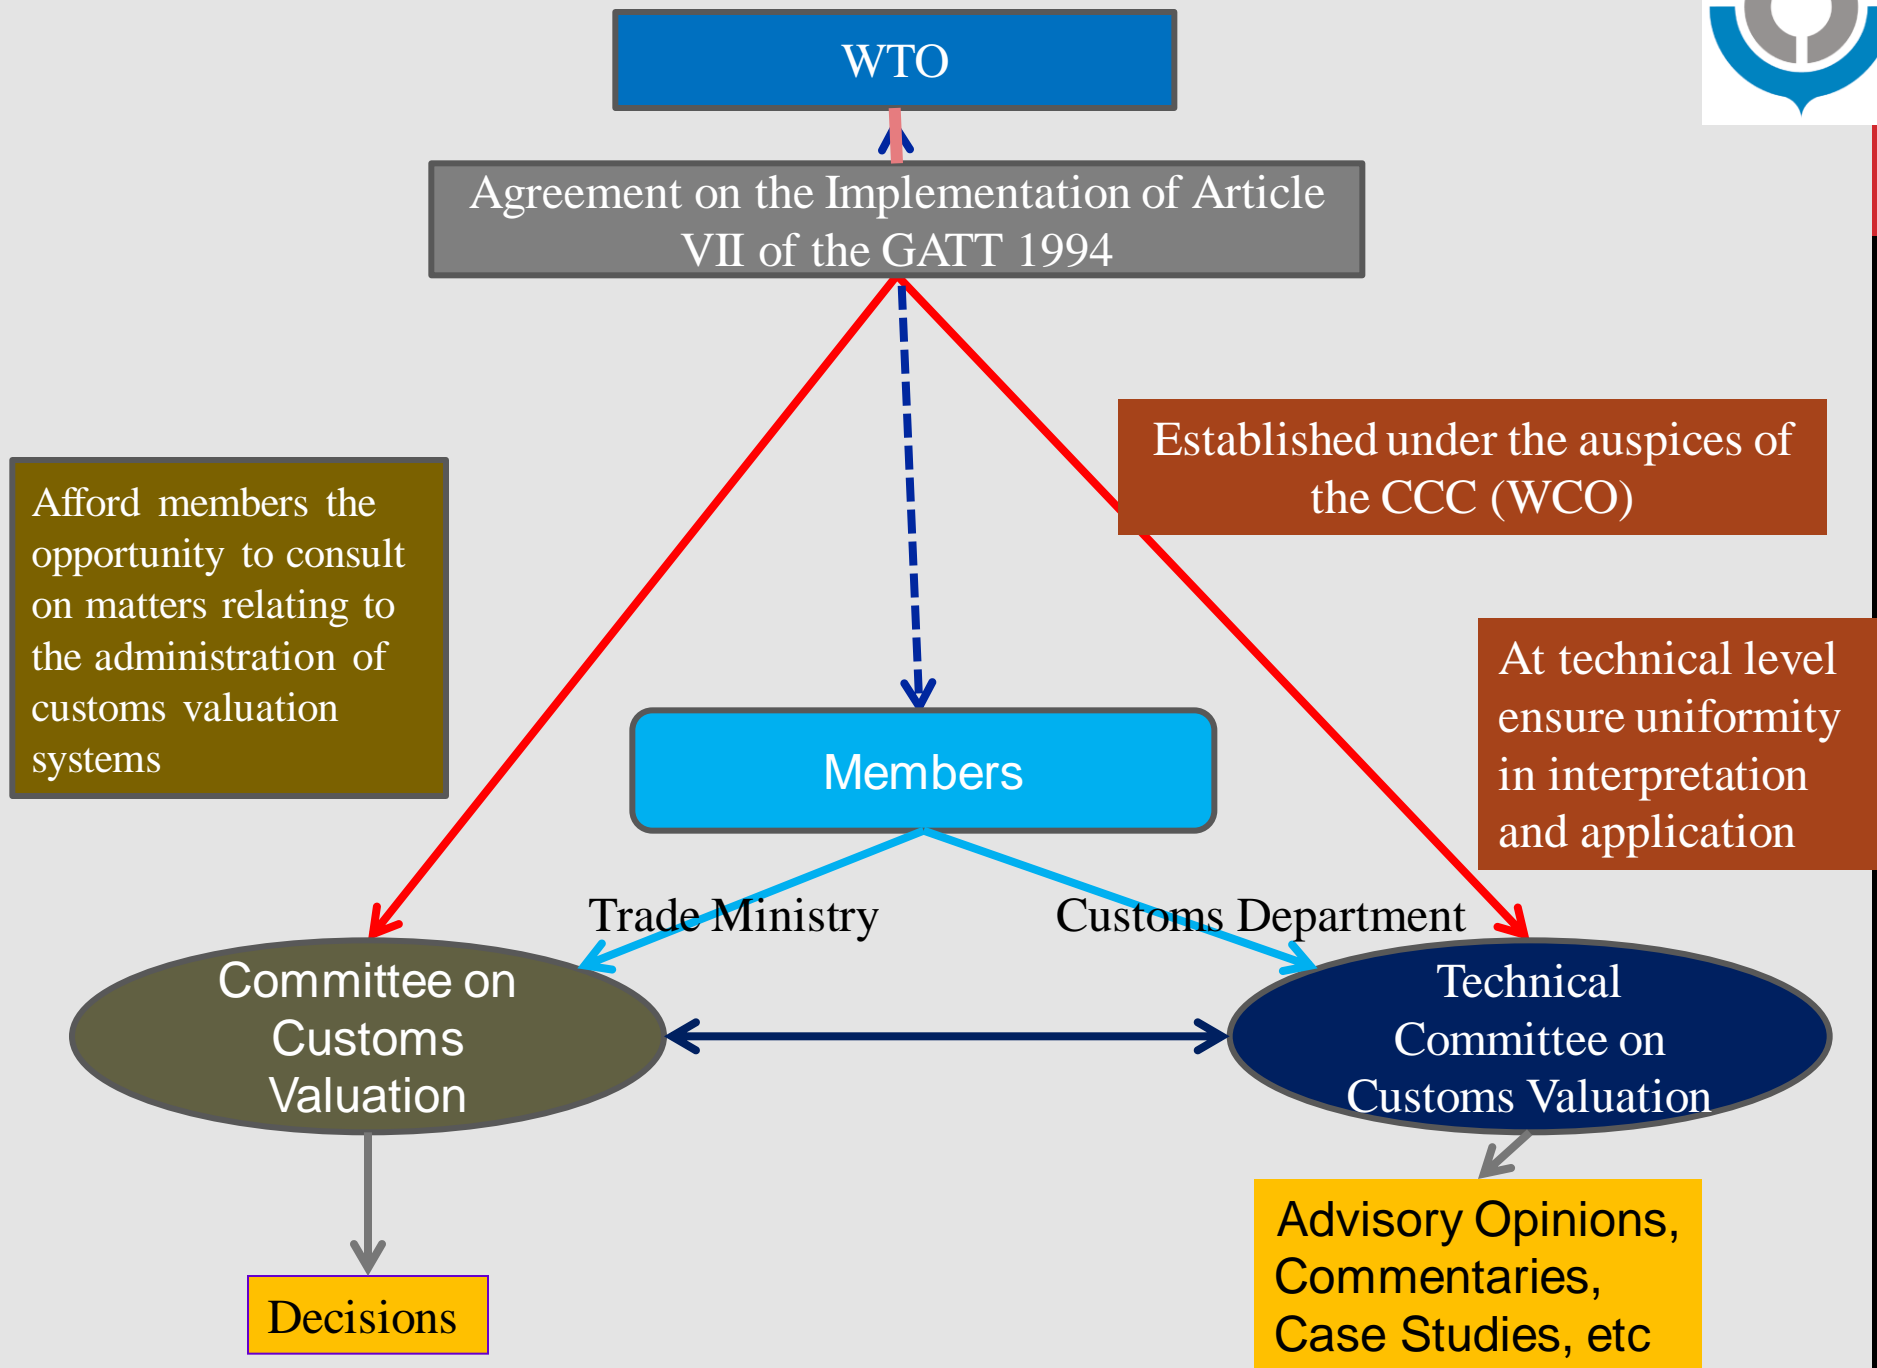 WTO
Agreement on the Implementation of Article
VII of the GATT 1994
Established under the auspices of
the CCC (WCO)
Afford members the
opportunity to consult
on matters relating to
the administration of
customs valuation
systems
At technical level
ensure uniformity
in interpretation
and application
Members
Trade Ministry
Customs Department
Committee on
Customs
Valuation
Technical
Committee on
Customs Valuation
Decisions
Advisory Opinions,
Commentaries,
Case Studies, etc